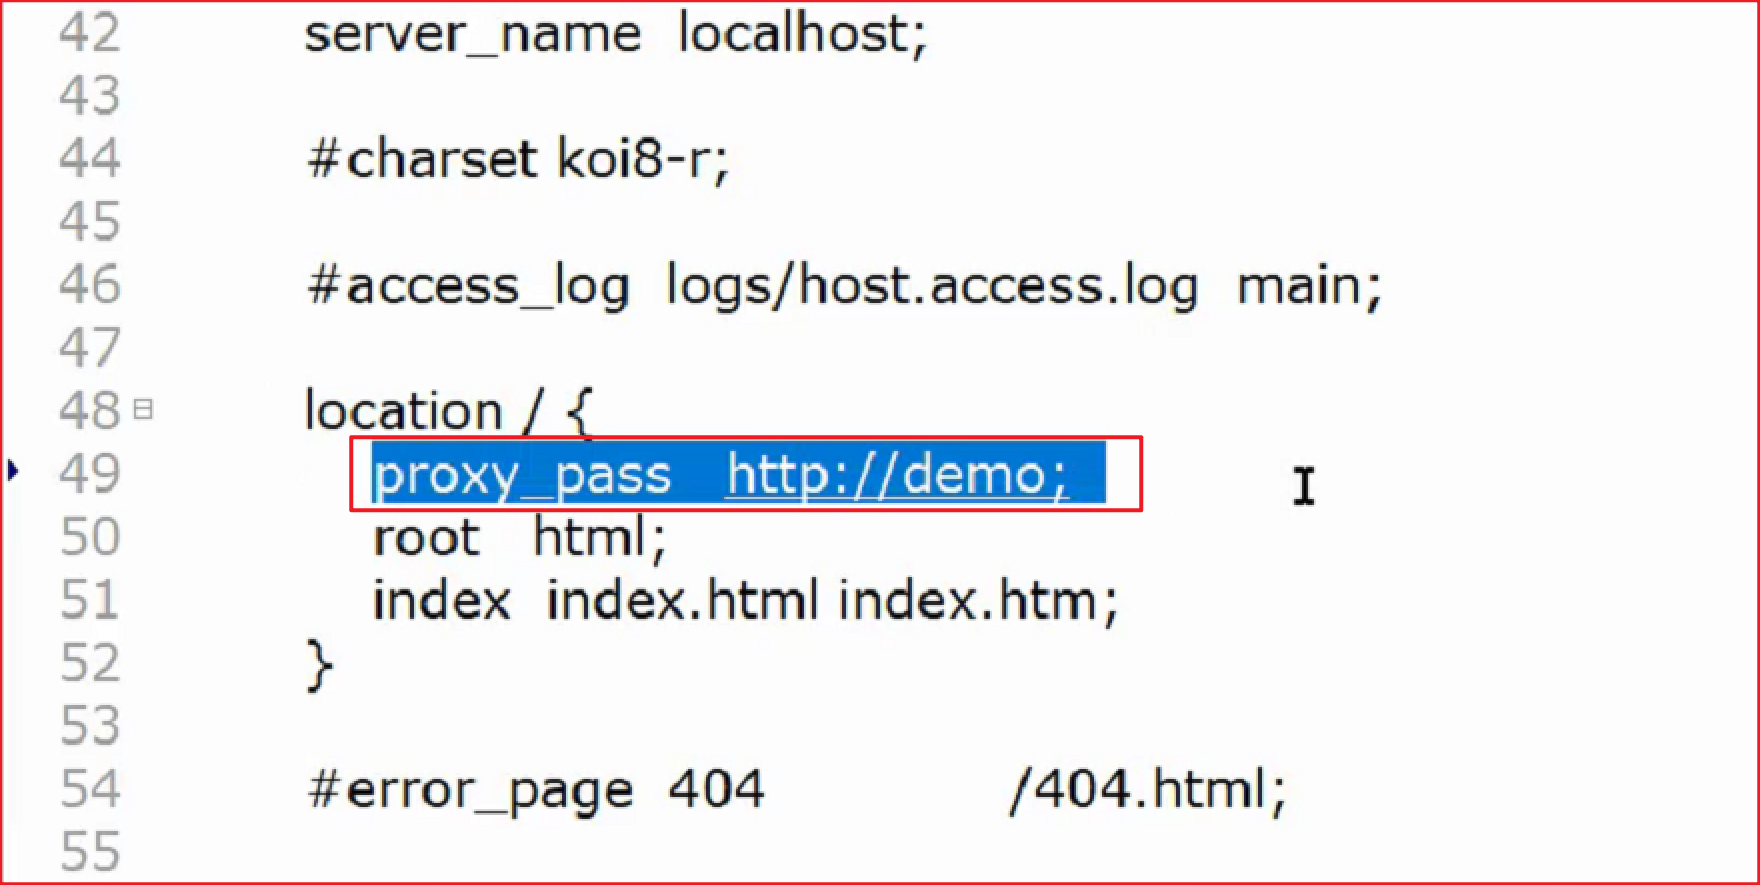 42 server_name localhost;
43
44 #charset koi8-r;
45
46 #access_log logs/host.access.log main;
47
48 location / {
49 proxy_pass http://demo;
50 root html;
51 index index.html index.htm;
52 }
53
54 #error_page 404 /404.html;
55